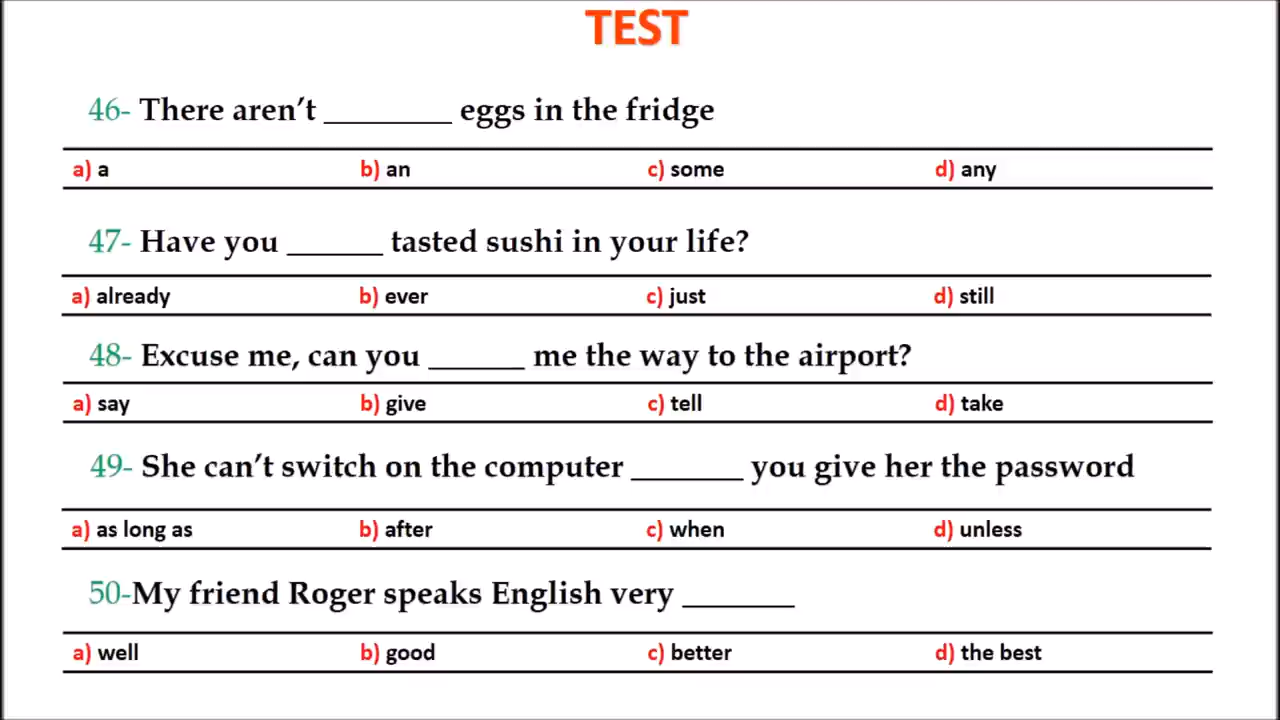 TEST
46- There aren’t ________ eggs in the fridge
a) a b) an c) some d) any
47- Have you ______ tasted sushi in your life?
a) already b) ever c) just d) still
48- Excuse me, can you ______ me the way to the airport?
a) say b) give c) tell d) take
49- She can’t switch on the computer _______ you give her the password
a) as long as b) after c) when d) unless
50-My friend Roger speaks English very _______
a) well b) good c) better d) the best